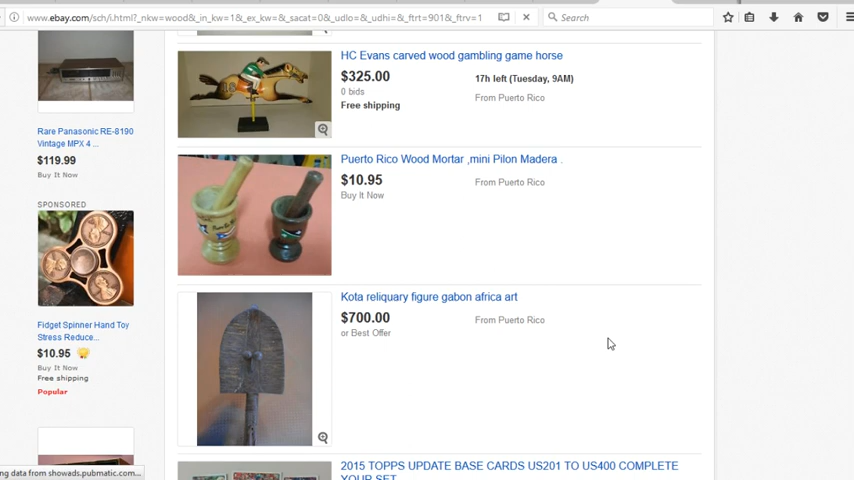 www.ebay.com/sch/i.html?_nkw=wood&_in_kw=1&_ex_kw=&_sacat=0&_udlo=&_udhi=&_ftrt=901&_ftrv=1
Search
Rare Panasonic RE-8190
Vintage MPX 4 ...
$119.99
Buy It Now
SPONSORED
Fidget Spinner Hand Toy
Stress Reduce...
$10.95
Buy It Now
Free shipping
Popular
HC Evans carved wood gambling game horse
$325.00
17h left (Tuesday, 9AM)
0 bids
From Puerto Rico
Free shipping
Puerto Rico Wood Mortar ,mini Pilon Madera .
$10.95
From Puerto Rico
Buy It Now
Kota reliquary figure gabon africa art
$700.00
From Puerto Rico
or Best Offer
2015 TOPPS UPDATE BASE CARDS US201 TO US400 COMPLETE
YOUR SET
ng data from showads.pubmatic.com...